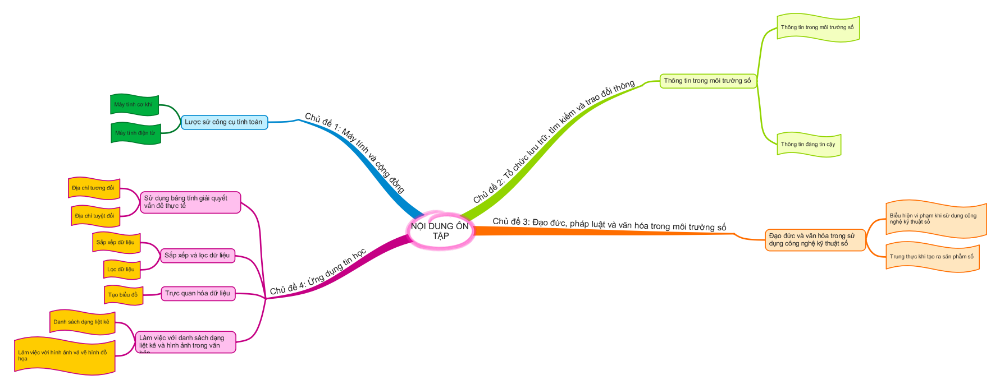 NỘI DUNG ÔN
TẬP
Chủ đề 1: Máy tính và cộng đồng
Lược sử công cụ tính toán
Máy tính cơ khí
Máy tính điện tử
Chủ đề 2: Tổ chức lưu trữ, tìm kiếm và trao đổi thông
Thông tin trong môi trường số
Thông tin trong môi trường số
Thông tin đáng tin cậy
Chủ đề 3: Đạo đức, pháp luật và văn hóa trong môi trường số
Đạo đức và văn hóa trong sử
dụng công nghệ kỹ thuật số
Biểu hiện vi phạm khi sử dụng công
nghệ kỹ thuật số
Trung thực khi tạo ra sản phẩm số
Chủ đề 4: Ứng dụng tin học
Sử dụng bảng tính giải quyết
vấn đề thực tế
Địa chỉ tương đối
Địa chỉ tuyệt đối
Sắp xếp và lọc dữ liệu
Sắp xếp dữ liệu
Lọc dữ liệu
Trực quan hóa dữ liệu
Tạo biểu đồ
Làm việc với danh sách dạng
liệt kê và hình ảnh trong văn
Danh sách dạng liệt kê
Làm việc với hình ảnh và vẽ hình đồ
họa